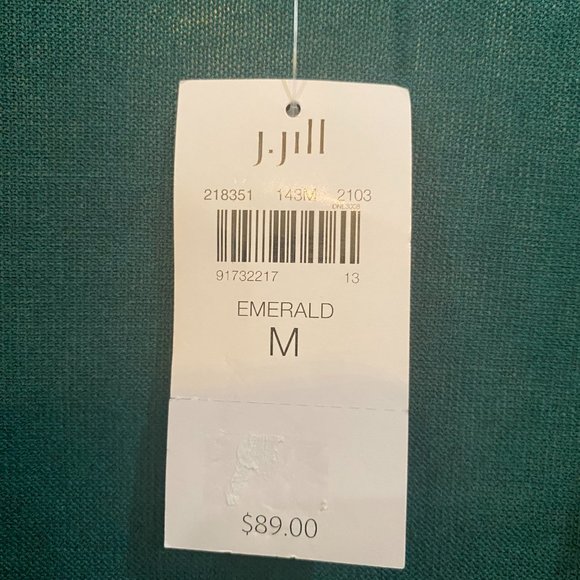 J.Jill
218351 143M 2103
91732217 13
EMERALD
M
$89.00